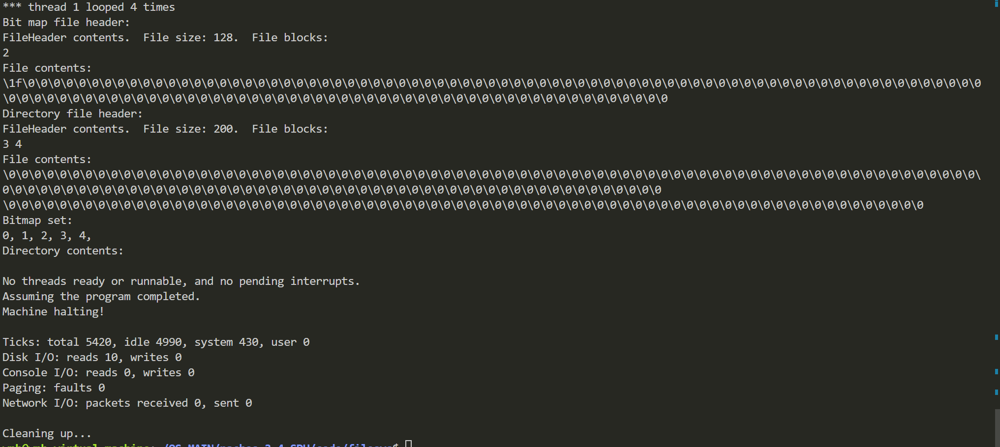 *** thread 1 looped 4 times
Bit map file header:
FileHeader contents.  File size: 128.  File blocks:
2
File contents:
\1f\0\0\0\0\0\0\0\0\0\0\0\0\0\0\0\0\0\0\0\0\0\0\0\0\0\0\0\0\0\0\0\0\0\0\0\0\0\0\0\0\0\0\0\0\0\0\0\0\0\0\0\0\0\0\0\0\0\0\0\0\0\0\0\0\0\0\0\0\0\0\0\0\0\0\0
\0\0\0\0\0\0\0\0\0\0\0\0\0\0\0\0\0\0\0\0\0\0\0\0\0\0\0\0\0\0\0\0\0\0\0\0\0\0\0\0\0\0\0\0\0\0\0\0\0\0\0\0
Directory file header:
FileHeader contents.  File size: 200.  File blocks:
3 4
File contents:
\0\0\0\0\0\0\0\0\0\0\0\0\0\0\0\0\0\0\0\0\0\0\0\0\0\0\0\0\0\0\0\0\0\0\0\0\0\0\0\0\0\0\0\0\0\0\0\0\0\0\0\0\0\0\0\0\0\0\0\0\0\0\0\0\0\0\0\0\0\0\0\0\0\0\0\0\
0\0\0\0\0\0\0\0\0\0\0\0\0\0\0\0\0\0\0\0\0\0\0\0\0\0\0\0\0\0\0\0\0\0\0\0\0\0\0\0\0\0\0\0\0\0\0\0\0\0\0\0
\0\0\0\0\0\0\0\0\0\0\0\0\0\0\0\0\0\0\0\0\0\0\0\0\0\0\0\0\0\0\0\0\0\0\0\0\0\0\0\0\0\0\0\0\0\0\0\0\0\0\0\0\0\0\0\0\0\0\0\0\0\0\0\0\0\0\0\0\0\0\0\0
Bitmap set:
0, 1, 2, 3, 4,
Directory contents:
No threads ready or runnable, and no pending interrupts.
Assuming the program completed.
Machine halting!
Ticks: total 5420, idle 4990, system 430, user 0
Disk I/O: reads 10, writes 0
Console I/O: reads 0, writes 0
Paging: faults 0
Network I/O: packets received 0, sent 0
Cleaning up...